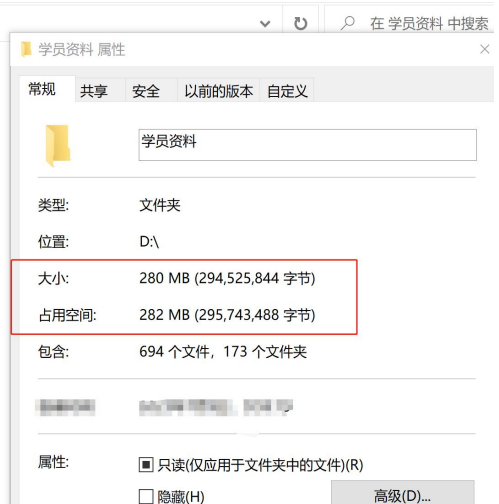 在 学员资料 中搜索
学员资料 属性
常规 共享 安全 以前的版本 自定义
学员资料
类型: 文件夹
位置: D:\
大小: 280 MB (294,525,844 字节)
占用空间: 282 MB (295,743,488 字节)
包含: 694 个文件，173 个文件夹
属性: 只读(仅应用于文件夹中的文件)(R)
隐藏(H) 高级(D)...